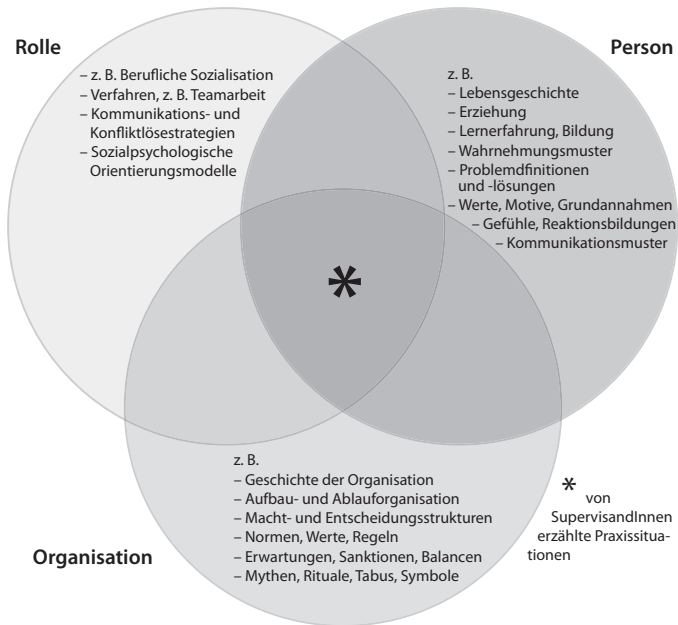 Rolle
– z. B. Berufliche Sozialisation
– Verfahren, z. B. Teamarbeit
– Kommunikations- und
Konfliktlösestrategien
– Sozialpsychologische
Orientierungsmodelle
Person
z. B.
– Lebensgeschichte
– Erziehung
– Lernerfahrung, Bildung
– Wahrnehmungsmuster
– Problemdfinitionen
und -lösungen
– Werte, Motive, Grundannahmen
– Gefühle, Reaktionsbildungen
– Kommunikationsmuster
*
Organisation
z. B.
– Geschichte der Organisation
– Aufbau- und Ablauforganisation
– Macht- und Entscheidungsstrukturen
– Normen, Werte, Regeln
– Erwartungen, Sanktionen, Balancen
– Mythen, Rituale, Tabus, Symbole
* von
SupervisandInnen
erzählte Praxissitua-
tionen